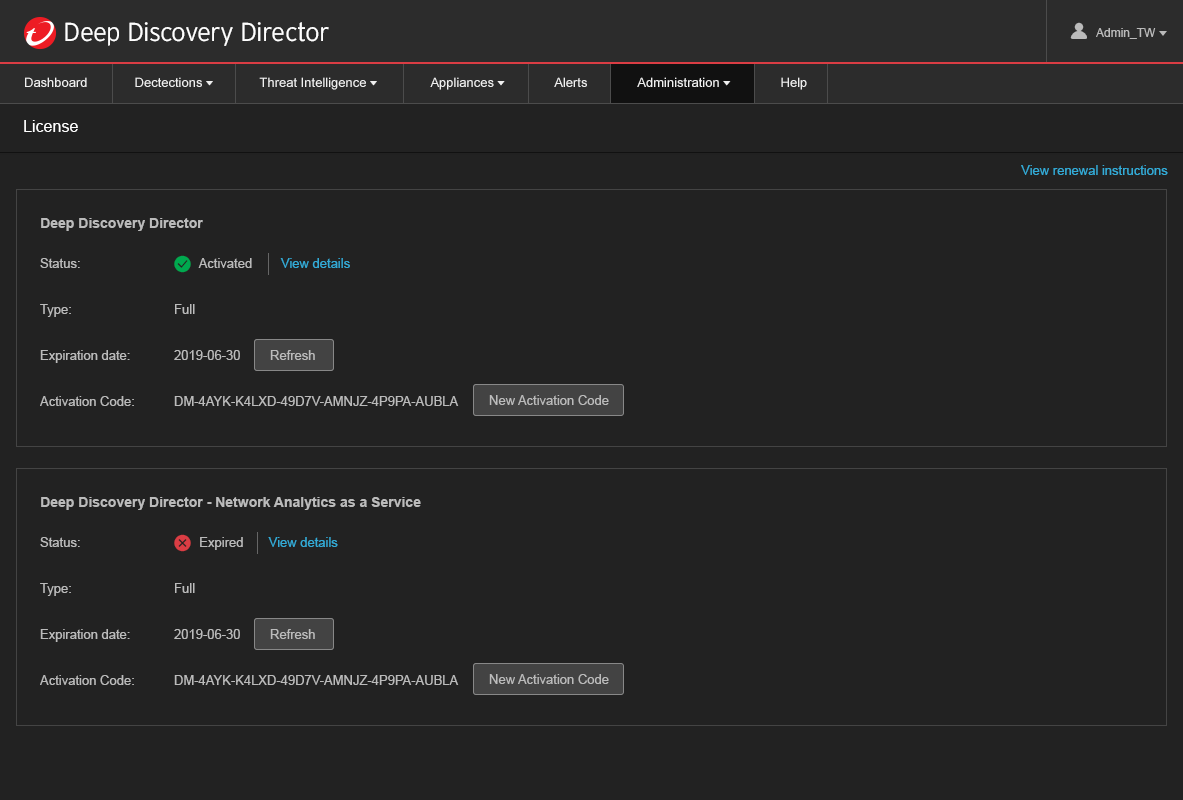 Deep Discovery Director
Admin_TW
Dashboard Dectections Threat Intelligence Appliances Alerts Administration Help
License
View renewal instructions
Deep Discovery Director
Status: Activated View details
Type: Full
Expiration date: 2019-06-30 Refresh
Activation Code: DM-4AYK-K4LXD-49D7V-AMNJZ-4P9PA-AUBLA New Activation Code
Deep Discovery Director - Network Analytics as a Service
Status: Expired View details
Type: Full
Expiration date: 2019-06-30 Refresh
Activation Code: DM-4AYK-K4LXD-49D7V-AMNJZ-4P9PA-AUBLA New Activation Code